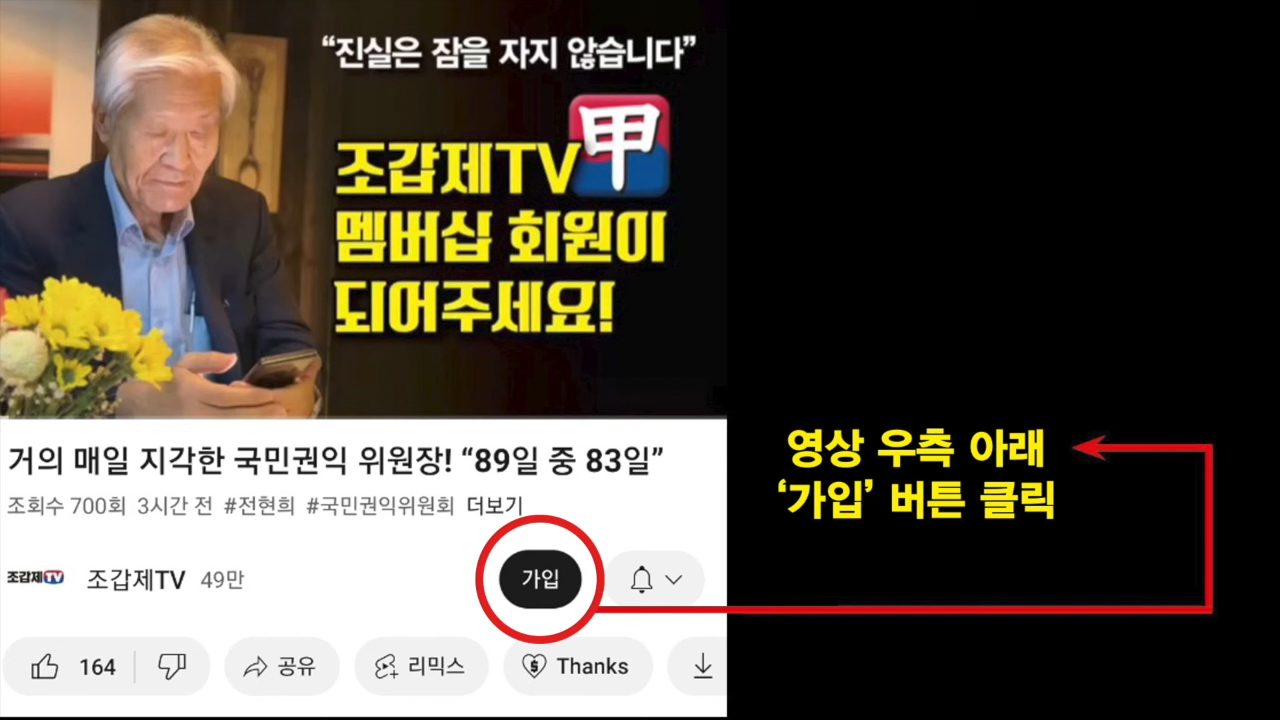 “진실은 잠을 자지 않습니다”
조갑제TV 甲
멤버십 회원이
되어주세요!
거의 매일 지각한 국민권익 위원장! “89일 중 83일”
조회수 700회 3시간 전 #전현희 #국민권익위원회 더보기
조갑제TV 조갑제TV 49만 가입
164 공유 리믹스 Thanks
영상 우측 아래
‘가입’ 버튼 클릭